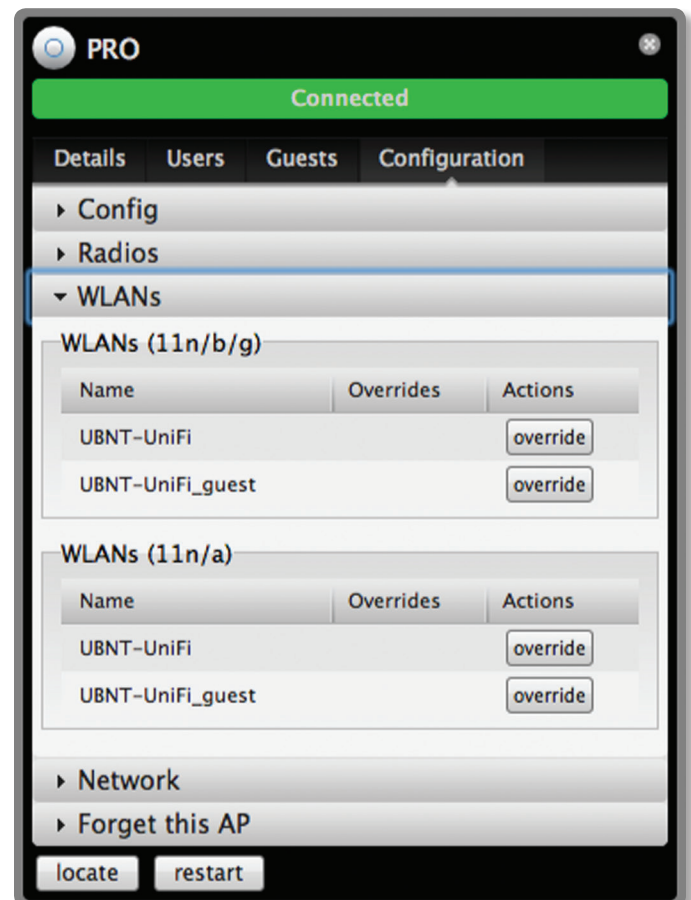 PRO
Connected
Details Users Guests Configuration
Config
Radios
WLANs
WLANs (11n/b/g)
Name Overrides Actions
UBNT-UniFi override
UBNT-UniFi_guest override
WLANs (11n/a)
Name Overrides Actions
UBNT-UniFi override
UBNT-UniFi_guest override
Network
Forget this AP
locate restart